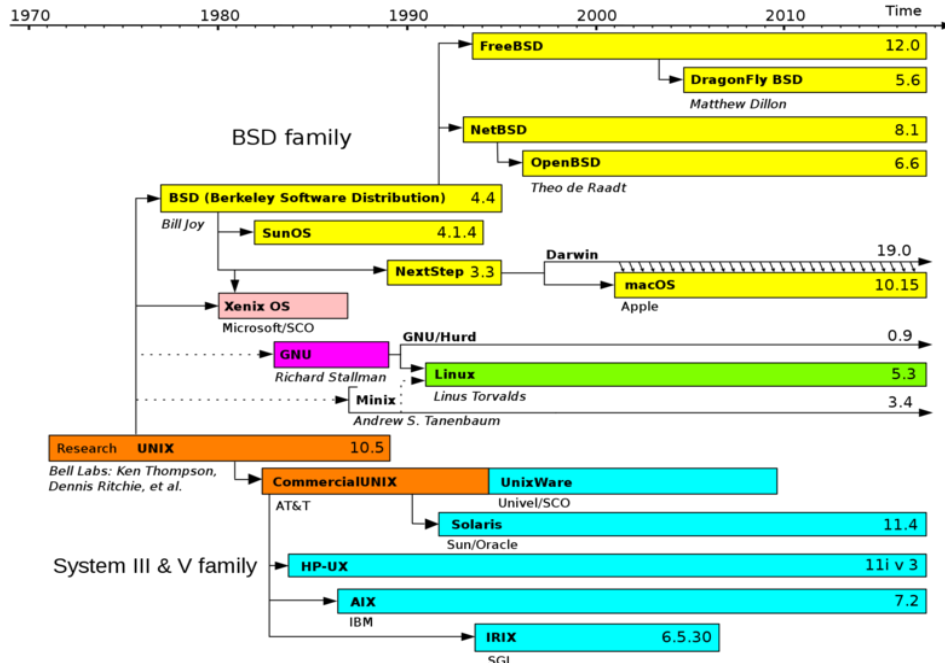 1970 1980 1990 2000 2010 Time
FreeBSD 12.0
DragonFly BSD 5.6
Matthew Dillon
BSD family
NetBSD 8.1
OpenBSD 6.6
Theo de Raadt
BSD (Berkeley Software Distribution) 4.4
Bill Joy
SunOS 4.1.4
Darwin 19.0
NextStep 3.3
macOS 10.15
Apple
Xenix OS
Microsoft/SCO
GNU/Hurd 0.9
GNU
Richard Stallman
Linux 5.3
Linus Torvalds
Minix 3.4
Andrew S. Tanenbaum
Research UNIX 10.5
Bell Labs: Ken Thompson,
Dennis Ritchie, et al.
CommercialUNIX UnixWare
AT&T Univel/SCO
Solaris 11.4
Sun/Oracle
System III & V family
HP-UX 11i v 3
AIX 7.2
IBM
IRIX 6.5.30
SGI